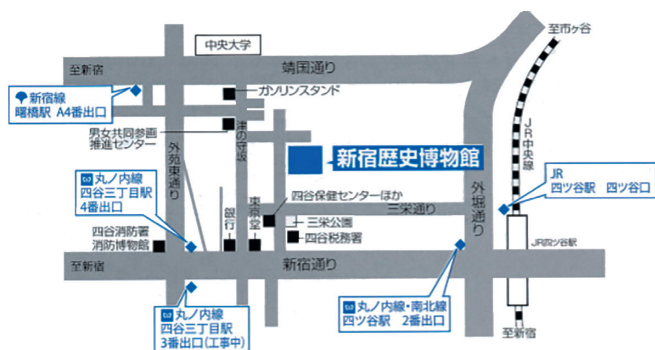 至市ヶ谷
中央大学
至新宿
靖国通り
新宿線
曙橋駅 A4番出口
ガソリンスタンド
男女共同参画
推進センター
津の守坂
外苑東通り
新宿歴史博物館
JR中央線
JR
四ツ谷駅 四ツ谷口
丸ノ内線
四谷三丁目駅
4番出口
四谷保健センターほか
三栄通り
外堀通り
三栄公園
四谷税務署
銀行
東京堂
四谷消防署
消防博物館
JR四ツ谷駅
至新宿
新宿通り
丸ノ内線
四谷三丁目駅
3番出口(工事中)
丸ノ内線・南北線
四ツ谷駅 2番出口
至新宿